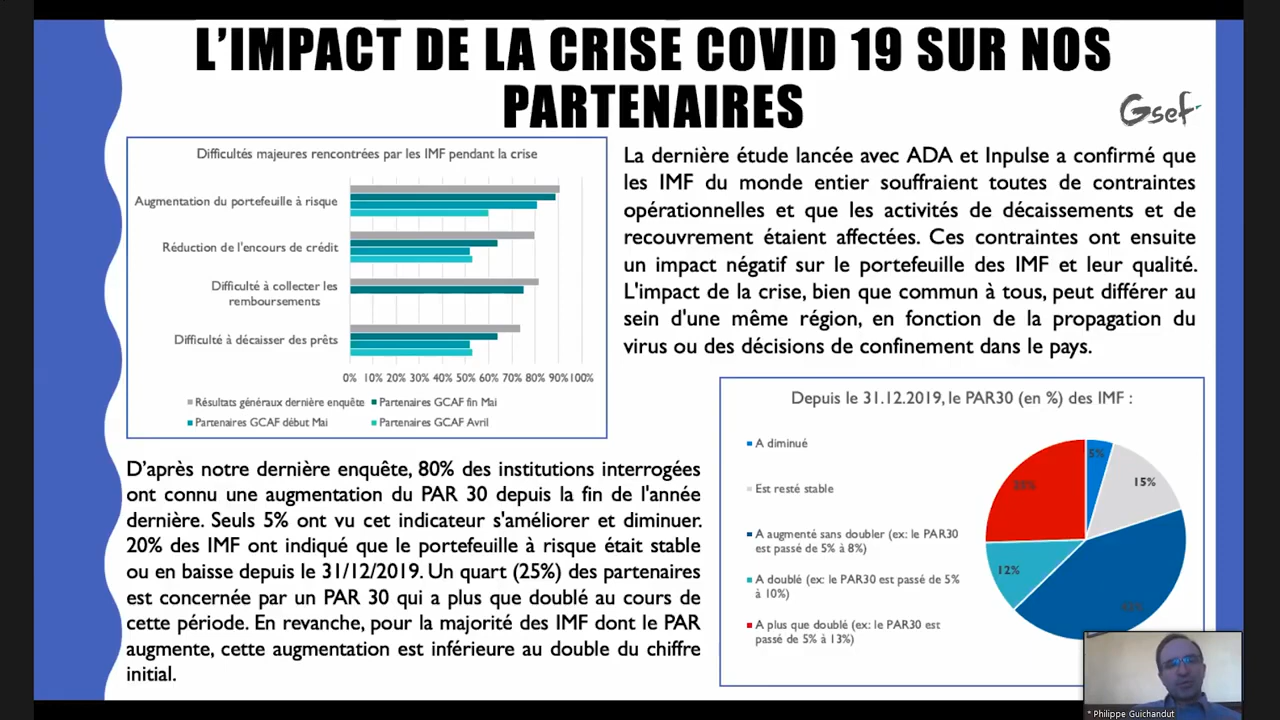 L'IMPACT DE LA CRISE COVID 19 SUR NOS
PARTENAIRES
Gsef
Difficultés majeures rencontrées par les IMF pendant la crise
Augmentation du portefeuille à risque
Réduction de l'encours de crédit
Difficulté à collecter les
remboursements
Difficulté à décaisser des prêts
0% 10% 20% 30% 40% 50% 60% 70% 80% 90%100%
Résultats généraux dernière enquête
Partenaires GCAF fin Mai
Partenaires GCAF début Mai
Partenaires GCAF Avril
La dernière étude lancée avec ADA et Inpulse a confirmé que
les IMF du monde entier souffraient toutes de contraintes
opérationnelles et que les activités de décaissements et de
recouvrement étaient affectées. Ces contraintes ont ensuite
un impact négatif sur le portefeuille des IMF et leur qualité.
L'impact de la crise, bien que commun à tous, peut différer au
sein d'une même région, en fonction de la propagation du
virus ou des décisions de confinement dans le pays.
D'après notre dernière enquête, 80% des institutions interrogées
ont connu une augmentation du PAR 30 depuis la fin de l'année
dernière. Seuls 5% ont vu cet indicateur s'améliorer et diminuer.
20% des IMF ont indiqué que le portefeuille à risque était stable
ou en baisse depuis le 31/12/2019. Un quart (25%) des partenaires
est concernée par un PAR 30 qui a plus que doublé au cours de
cette période. En revanche, pour la majorité des IMF dont le PAR
augmente, cette augmentation est inférieure au double du chiffre
initial.
Depuis le 31.12.2019, le PAR30 (en %) des IMF :
A diminué
Est resté stable
A augmenté sans doubler (ex: le PAR30
est passé de 5% à 8%)
A doublé (ex: le PAR30 est passé de 5%
à 10%)
A plus que doublé (ex: le PAR30 est
passé de 5% à 13%)
5%
15%
12%
* Philippe Guichandut